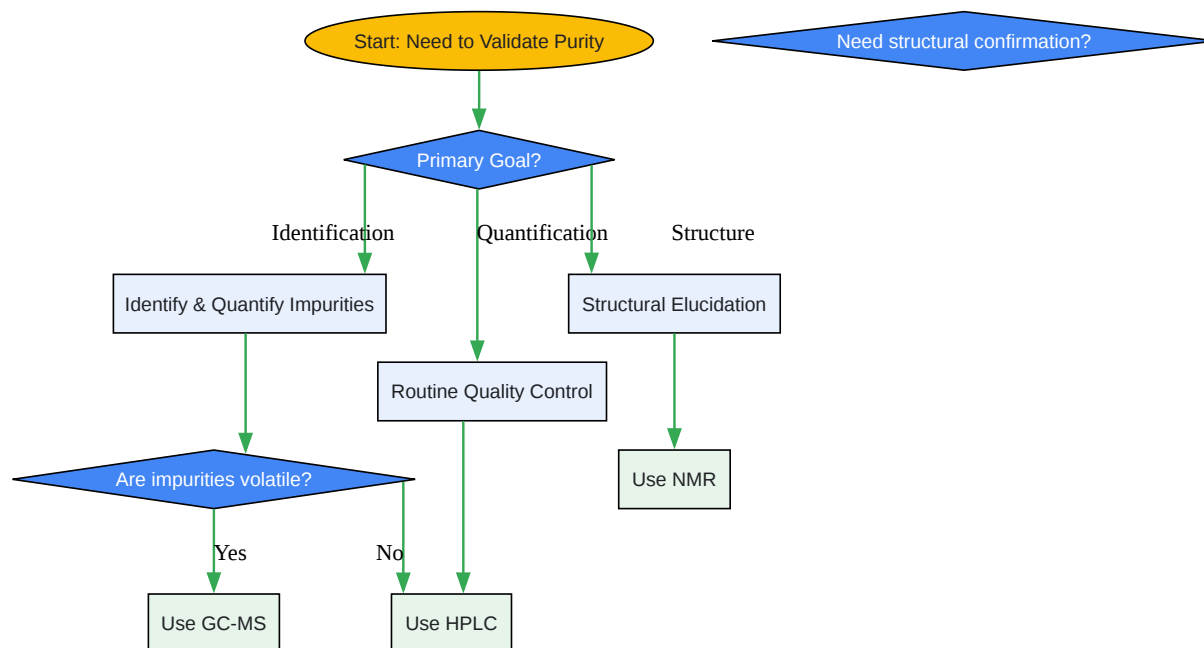 Start: Need to Validate Purity
Need structural confirmation?
Primary Goal?
Identification
Quantification
Structure
Identify & Quantify Impurities
Structural Elucidation
Routine Quality Control
Are impurities volatile?
Use NMR
Yes
No
Use GC-MS
Use HPLC